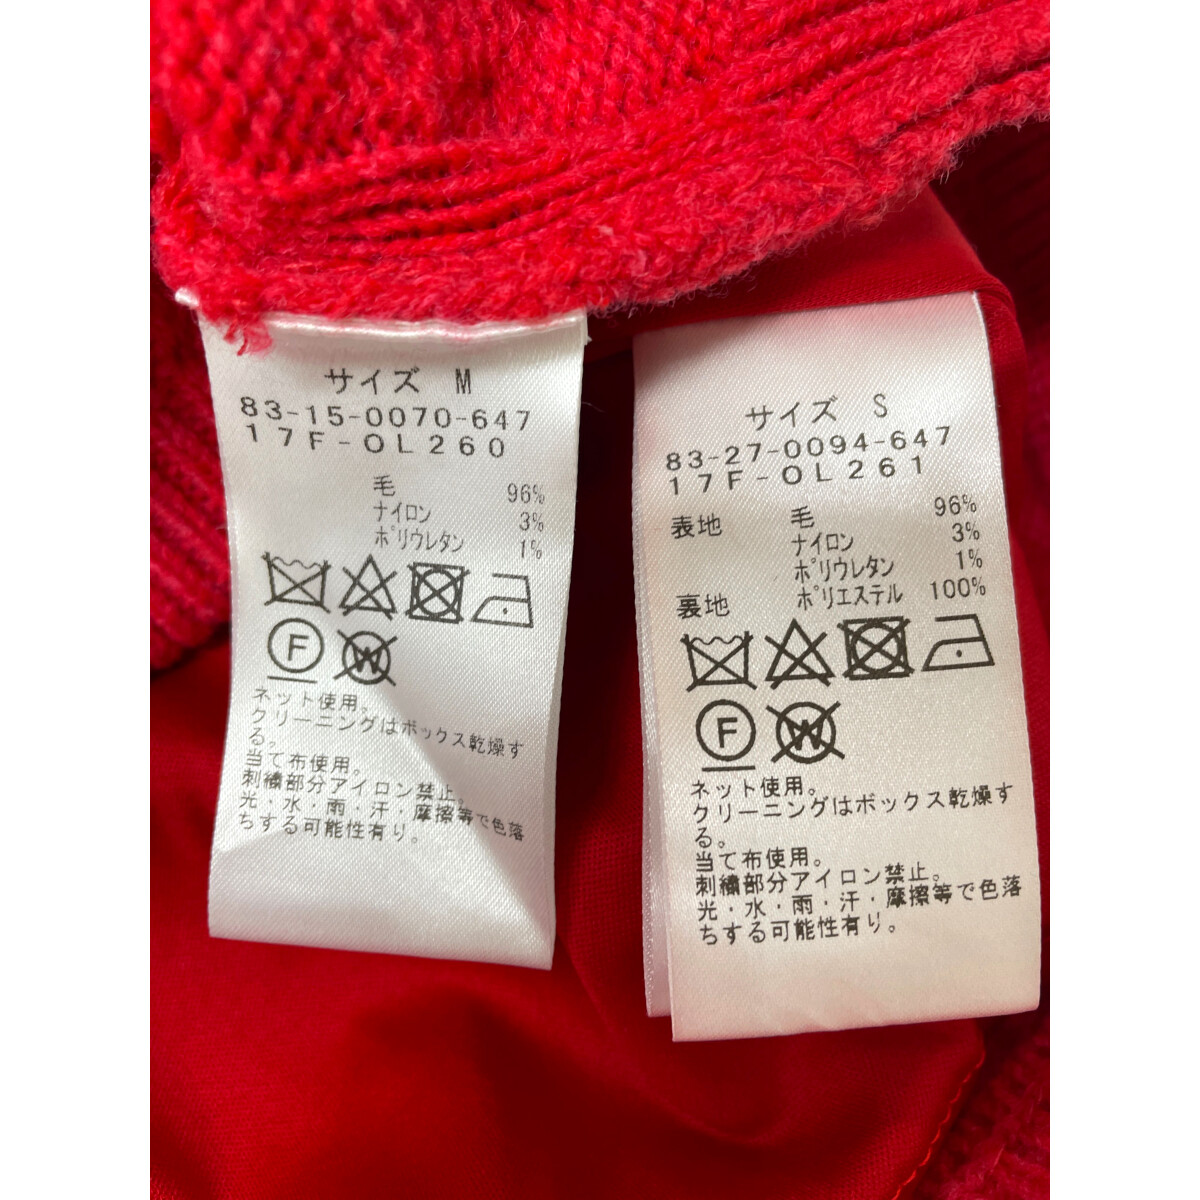 サイズ M
83-15-0070-647
17F-OL260
毛 96%
ナイロン 3%
ポリウレタン 1%
F W
ネット使用。
クリーニングはボックス乾燥す
る。
当て布使用。
刺繍部分アイロン禁止。
光・水・雨・汗・摩擦等で色落
ちする可能性有り。
サイズ S
83-27-0094-647
17F-OL261
表地 毛 96%
ナイロン 3%
ポリウレタン 1%
裏地 ポリエステル 100%
F W
ネット使用。
クリーニングはボックス乾燥す
る。
当て布使用。
刺繍部分アイロン禁止。
光・水・雨・汗・摩擦等で色落
ちする可能性有り。